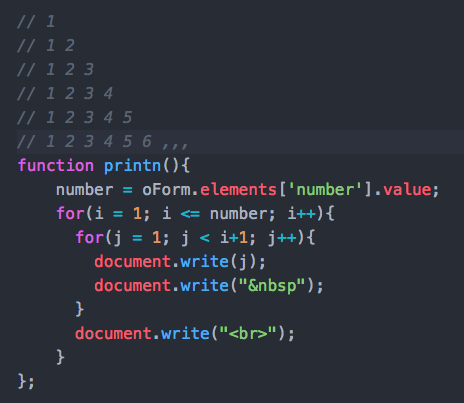 // 1
// 1 2
// 1 2 3
// 1 2 3 4
// 1 2 3 4 5
// 1 2 3 4 5 6 ,,,
function printn(){
    number = oForm.elements['number'].value;
    for(i = 1; i <= number; i++){
      for(j = 1; j < i+1; j++){
        document.write(j);
        document.write("&nbsp");
      }
      document.write("<br>");
    }
};